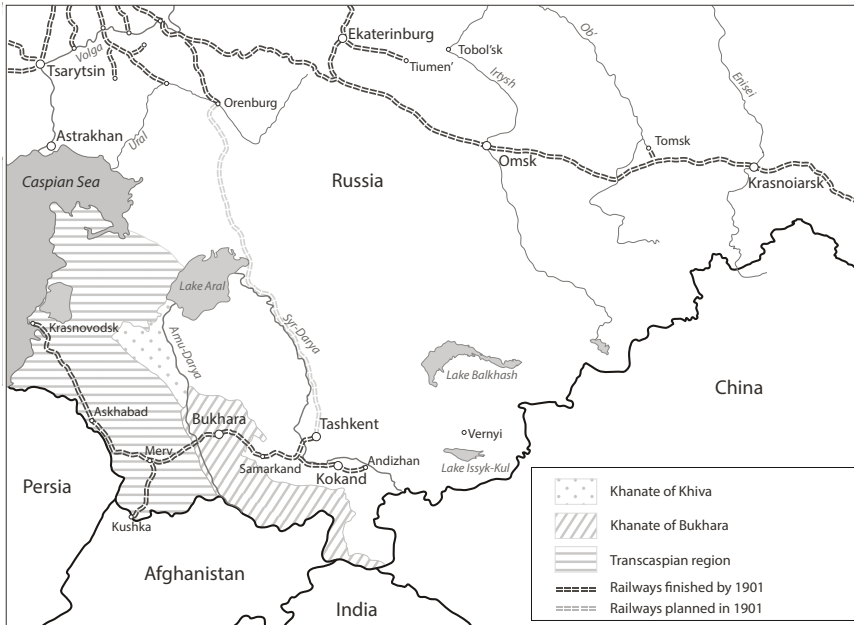 Ekaterinburg
Ob'
Tobol'sk
Volga
Tsarytsin
Tiumen'
Irtysh
Enisei
Orenburg
Astrakhan
Ural
Tomsk
Omsk
Caspian Sea
Russia
Krasnoiarsk
Lake Aral
Krasnovodsk
Syr-Darya
Amu-Darya
Lake Balkhash
China
Askhabad
Bukhara
Tashkent
Vernyi
Merv
Samarkand
Andizhan
Lake Issyk-Kul
Kokand
Persia
Kushka
Khanate of Khiva
Khanate of Bukhara
Transcaspian region
Railways finished by 1901
Railways planned in 1901
Afghanistan
India